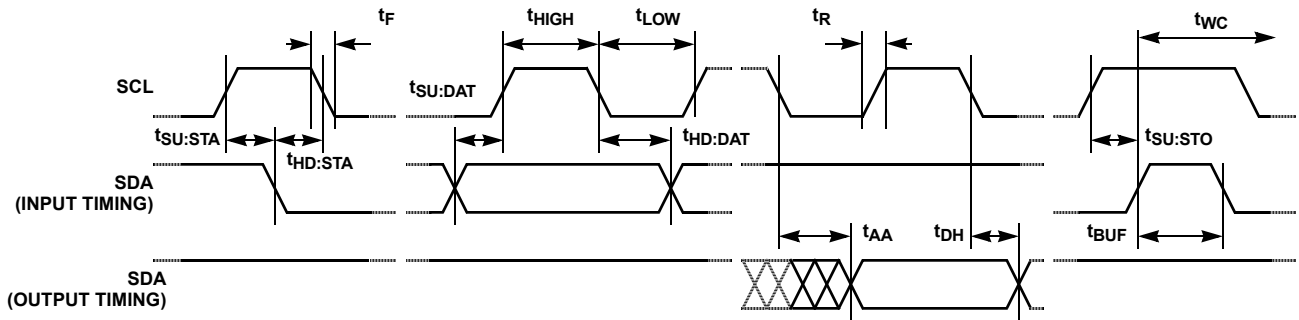 tF
tHIGH
tLOW
tR
tWC
SCL
tSU:DAT
tSU:STA
tHD:STA
tHD:DAT
tSU:STO
SDA
(INPUT TIMING)
tAA
tDH
tBUF
SDA
(OUTPUT TIMING)